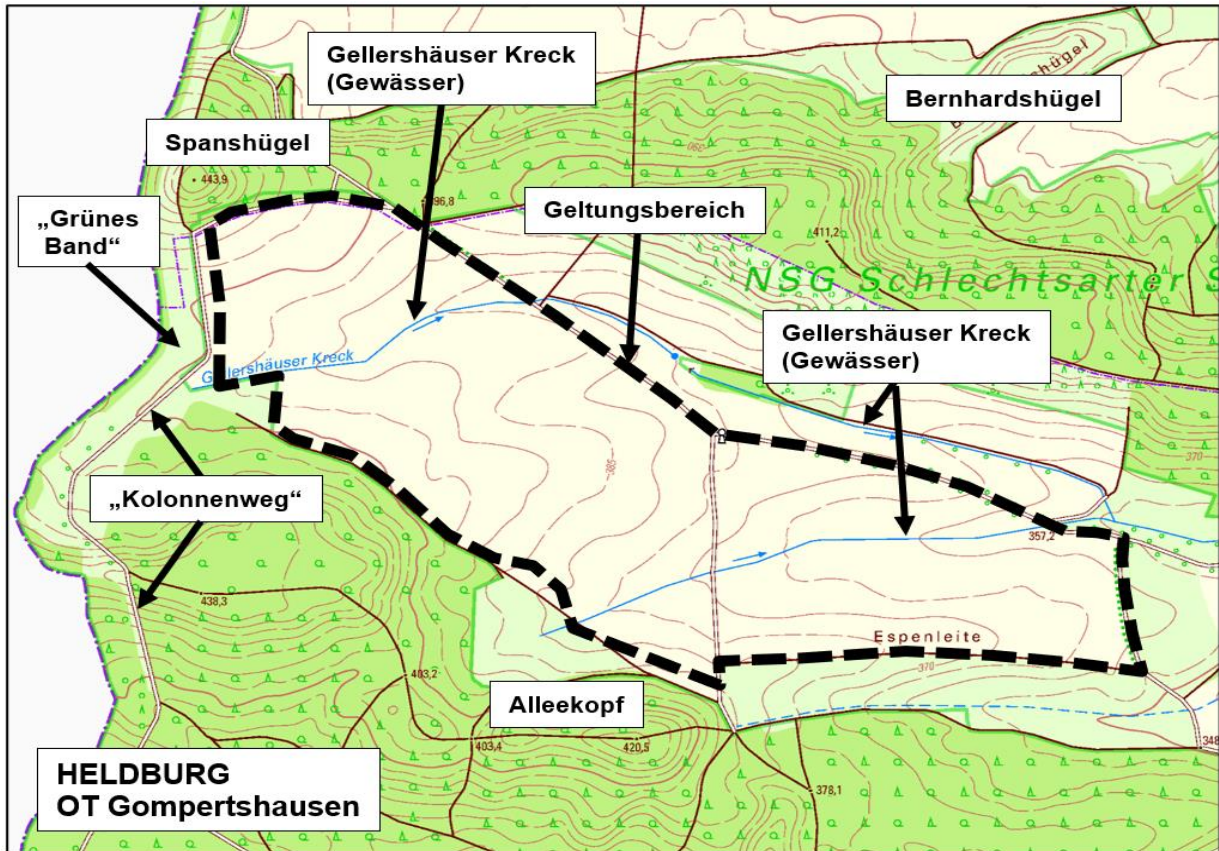 Gellershäuser Kreck
(Gewässer)
Bernhardshügel
Spanshügel
443,9
396,8
„Grünes
Band“
Geltungsbereich
411,2
NSG Schlechtsarter S
Gellershäuser Kreck
(Gewässer)
Gellershäuser Kreck
385
370
„Kolonnenweg“
357,2
438,3
Espenleite
370
403,2
Alleekopf
403,4
420,5
348
378,1
HELDBURG
OT Gompertshausen